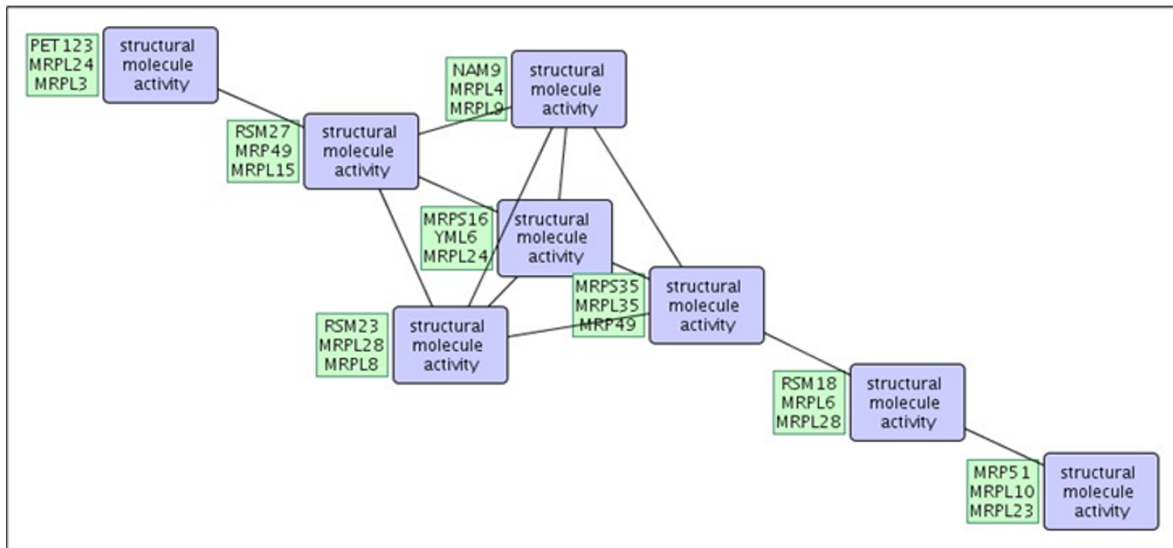 PET123
MRPL24
MRPL3
structural
molecule
activity
NAM9
MRPL4
MRPL9
structural
molecule
activity
RSM27
MRP49
MRPL15
structural
molecule
activity
MRPS16
YML6
MRPL24
structural
molecule
activity
MRPS35
MRPL35
MRP49
structural
molecule
activity
RSM23
MRPL28
MRPL8
structural
molecule
activity
RSM18
MRPL6
MRPL28
structural
molecule
activity
MRP51
MRPL10
MRPL23
structural
molecule
activity